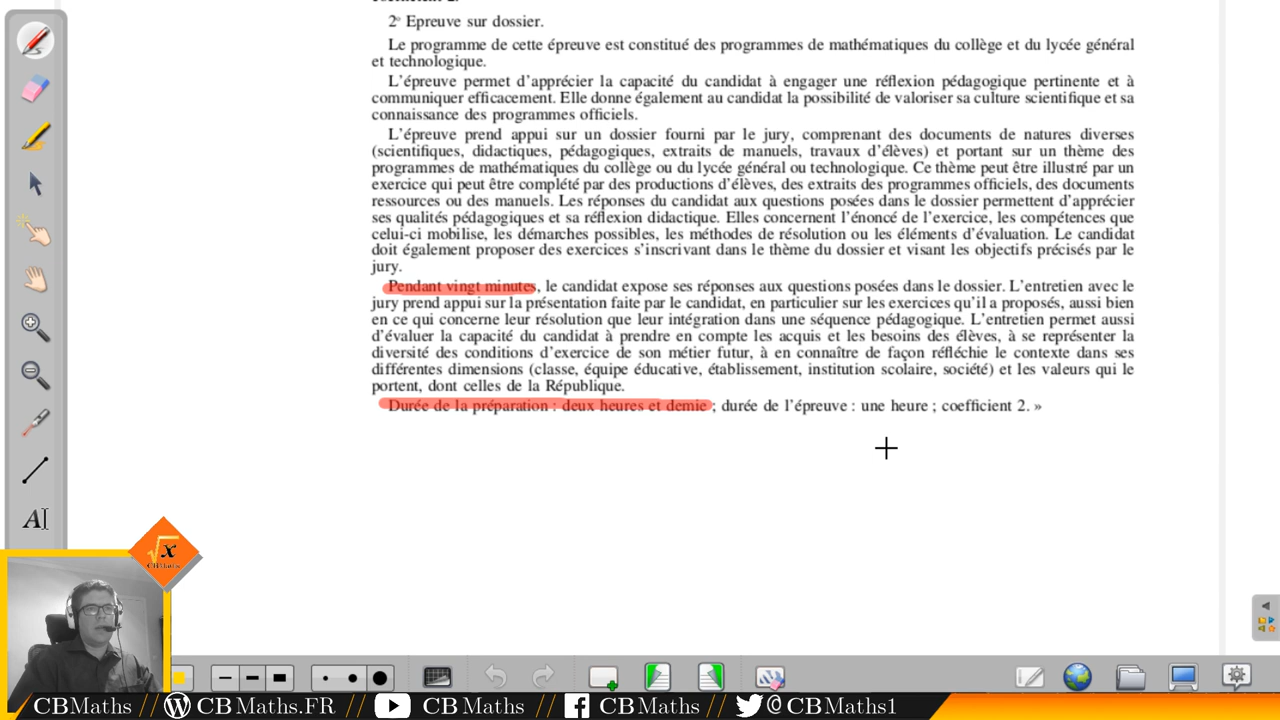 2° Epreuve sur dossier.
Le programme de cette épreuve est constitué des programmes de mathématiques du collège et du lycée général
et technologique.
L’épreuve permet d’apprécier la capacité du candidat à engager une réflexion pédagogique pertinente et à
communiquer efficacement. Elle donne également au candidat la possibilité de valoriser sa culture scientifique et sa
connaissance des programmes officiels.
L’épreuve prend appui sur un dossier fourni par le jury, comprenant des documents de natures diverses
(scientifiques, didactiques, pédagogiques, extraits de manuels, travaux d’élèves) et portant sur un thème des
programmes de mathématiques du collège ou du lycée général ou technologique. Ce thème peut être illustré par un
exercice qui peut être complété par des productions d’élèves, des extraits des programmes officiels, des documents
ressources ou des manuels. Les réponses du candidat aux questions posées dans le dossier permettent d’apprécier
ses qualités pédagogiques et sa réflexion didactique. Elles concernent l’énoncé de l’exercice, les compétences que
celui-ci mobilise, les démarches possibles, les méthodes de résolution ou les éléments d’évaluation. Le candidat
doit également proposer des exercices s’inscrivant dans le thème du dossier et visant les objectifs précisés par le
jury.
Pendant vingt minutes, le candidat expose ses réponses aux questions posées dans le dossier. L’entretien avec le
jury prend appui sur la présentation faite par le candidat, en particulier sur les exercices qu’il a proposés, aussi bien
en ce qui concerne leur résolution que leur intégration dans une séquence pédagogique. L’entretien permet aussi
d’évaluer la capacité du candidat à prendre en compte les acquis et les besoins des élèves, à se représenter la
diversité des conditions d’exercice de son métier futur, à en connaître de façon réfléchie le contexte dans ses
différentes dimensions (classe, équipe éducative, établissement, institution scolaire, société) et les valeurs qui le
portent, dont celles de la République.
Durée de la préparation : deux heures et demie ; durée de l’épreuve : une heure ; coefficient 2. »
AI
√x
CBMaths
CBMaths // CBMaths.FR // CBMaths // CBMaths // @CBMaths1